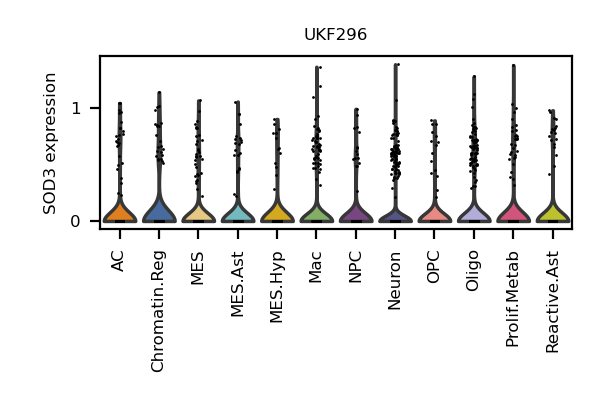 UKF296
SOD3 expression
1
0
AC
Chromatin.Reg
MES
MES.Ast
MES.Hyp
Mac
NPC
Neuron
OPC
Oligo
Prolif.Metab
Reactive.Ast